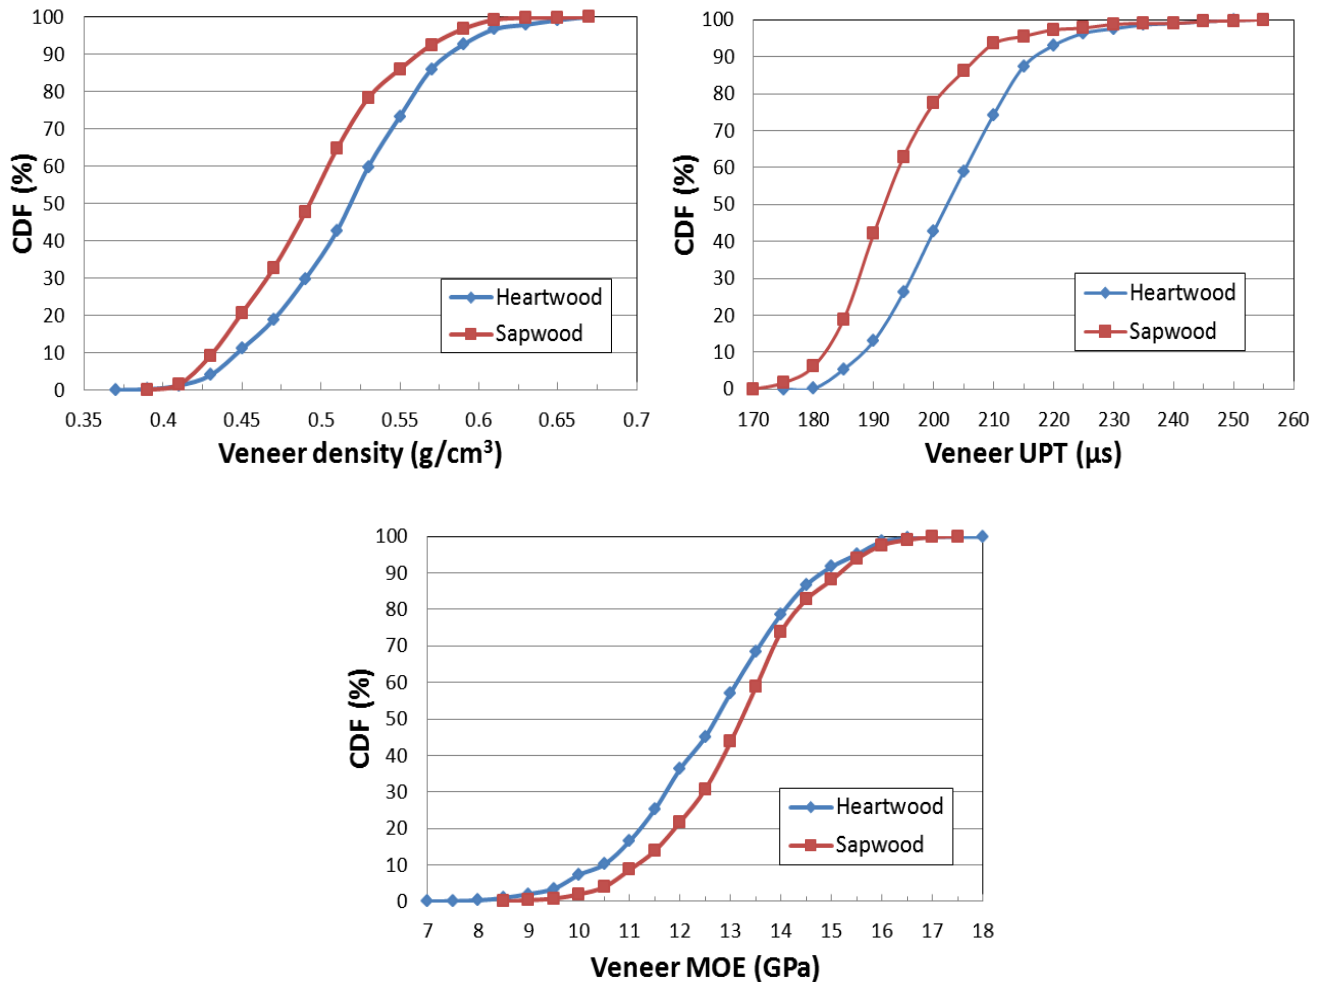 100
90
80
70
60
50
40
30
20
10
0
CDF (%)
Heartwood
Sapwood
0.35 0.4 0.45 0.5 0.55 0.6 0.65 0.7
Veneer density (g/cm³)
100
90
80
70
60
50
40
30
20
10
0
CDF (%)
Heartwood
Sapwood
170 180 190 200 210 220 230 240 250 260
Veneer UPT (µs)
100
90
80
70
60
50
40
30
20
10
0
CDF (%)
Heartwood
Sapwood
7 8 9 10 11 12 13 14 15 16 17 18
Veneer MOE (GPa)